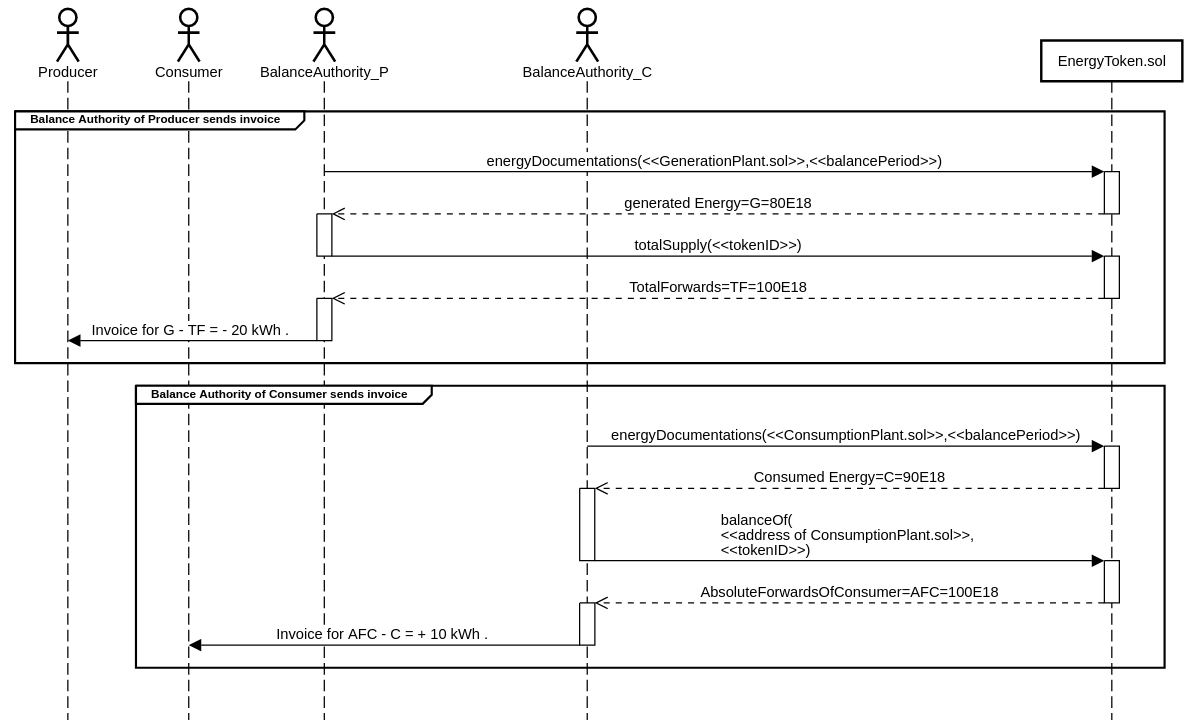 Producer
Consumer
BalanceAuthority_P
BalanceAuthority_C
EnergyToken.sol
Balance Authority of Producer sends invoice
energyDocumentations(<<GenerationPlant.sol>>,<<balancePeriod>>)
generated Energy=G=80E18
totalSupply(<<tokenID>>)
TotalForwards=TF=100E18
Invoice for G - TF = - 20 kWh .
Balance Authority of Consumer sends invoice
energyDocumentations(<<ConsumptionPlant.sol>>,<<balancePeriod>>)
Consumed Energy=C=90E18
balanceOf(
<<address of ConsumptionPlant.sol>>,
<<tokenID>>)
AbsoluteForwardsOfConsumer=AFC=100E18
Invoice for AFC - C = + 10 kWh .